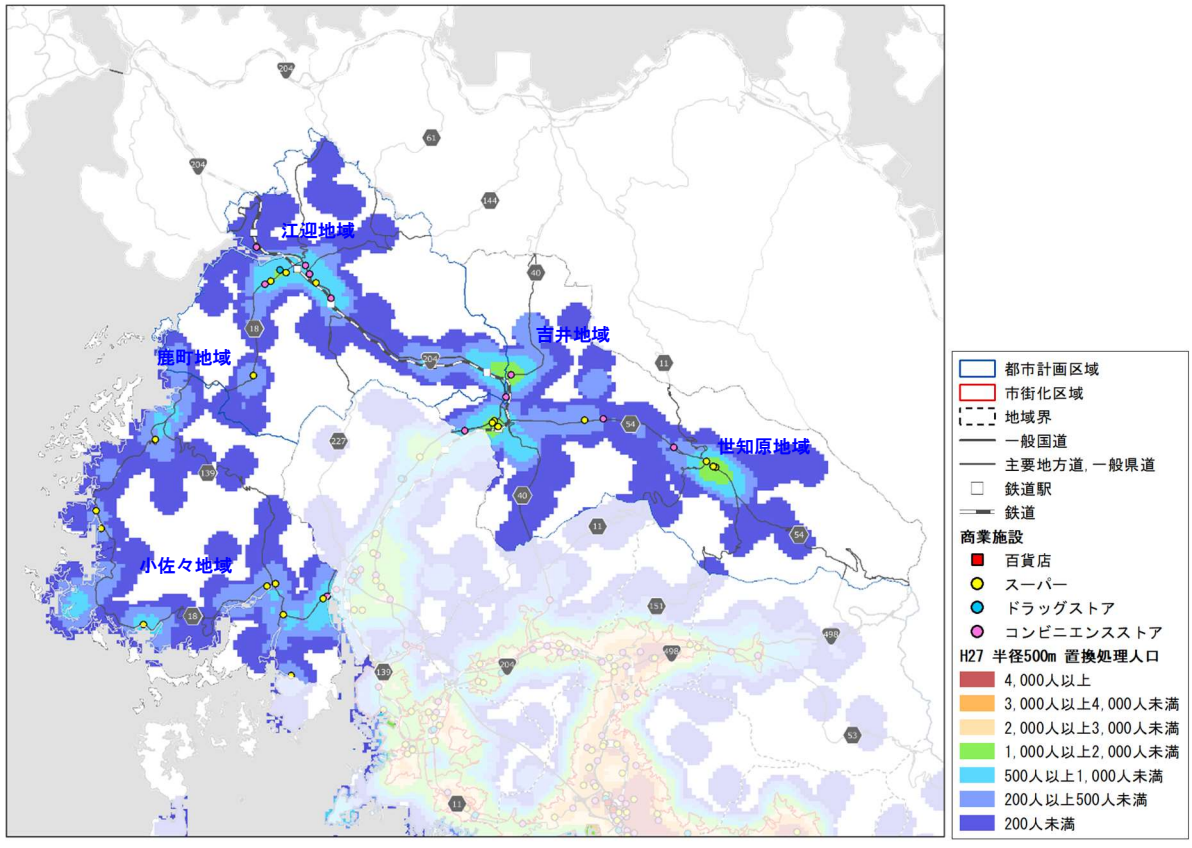 204
61
204
144
江迎地域
40
18
吉井地域
鹿町地域
204
11
54
227
世知原地域
139
40
11
54
小佐々地域
18
151
498
498
204
139
53
11
都市計画区域
市街化区域
地域界
一般国道
主要地方道,一般県道
鉄道駅
鉄道
商業施設
百貨店
スーパー
ドラッグストア
コンビニエンスストア
H27 半径500m 置換処理人口
4,000人以上
3,000人以上4,000人未満
2,000人以上3,000人未満
1,000人以上2,000人未満
500人以上1,000人未満
200人以上500人未満
200人未満